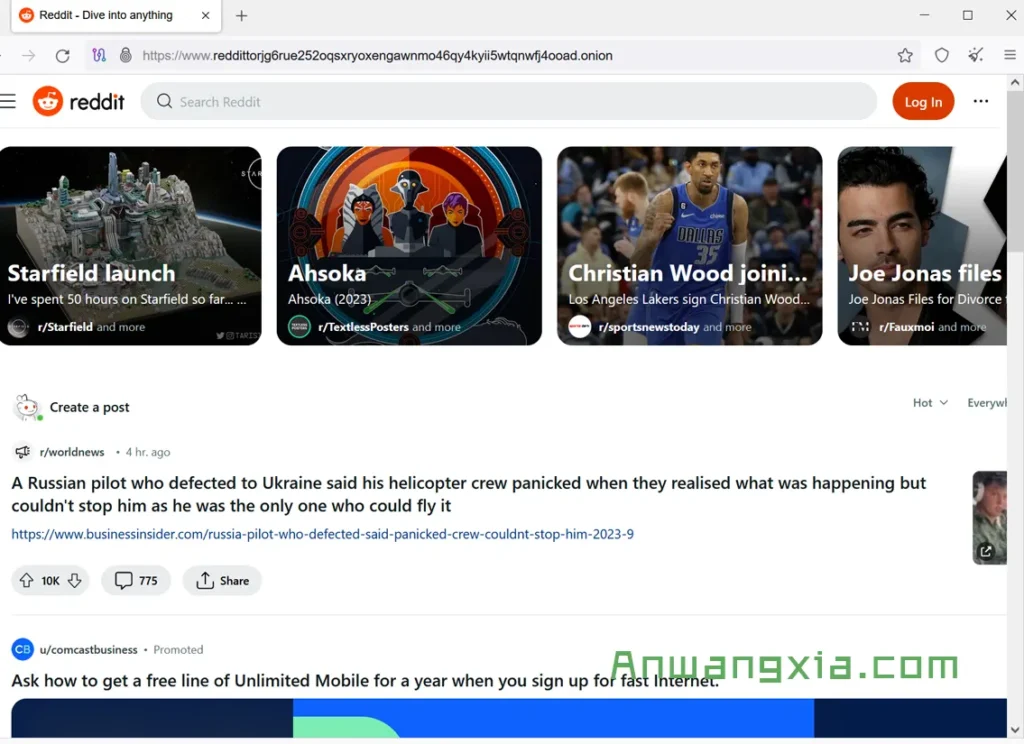 Reddit - Dive into anything
https://www.reddittorjg6rue252oqsxryoxengawnmo46qy4kyii5wtqnwfj4ooad.onion
reddit
Search Reddit
Log In
STAR
Starfield launch
I've spent 50 hours on Starfield so far... ...
r/Starfield and more
Ahsoka
Ahsoka (2023)
r/TextlessPosters and more
DALLAS
35
Christian Wood joini...
Los Angeles Lakers sign Christian Wood...
r/sportsnewstoday and more
Joe Jonas files
Joe Jonas Files for Divorce
r/Fauxmoi and more
Create a post
Hot
Everywh
r/worldnews • 4 hr. ago
A Russian pilot who defected to Ukraine said his helicopter crew panicked when they realised what was happening but
couldn't stop him as he was the only one who could fly it
https://www.businessinsider.com/russia-pilot-who-defected-said-panicked-crew-couldnt-stop-him-2023-9
10K
775
Share
CB
u/comcastbusiness • Promoted
Ask how to get a free line of Unlimited Mobile for a year when you sign up for fast Internet.
Anwangxia.com